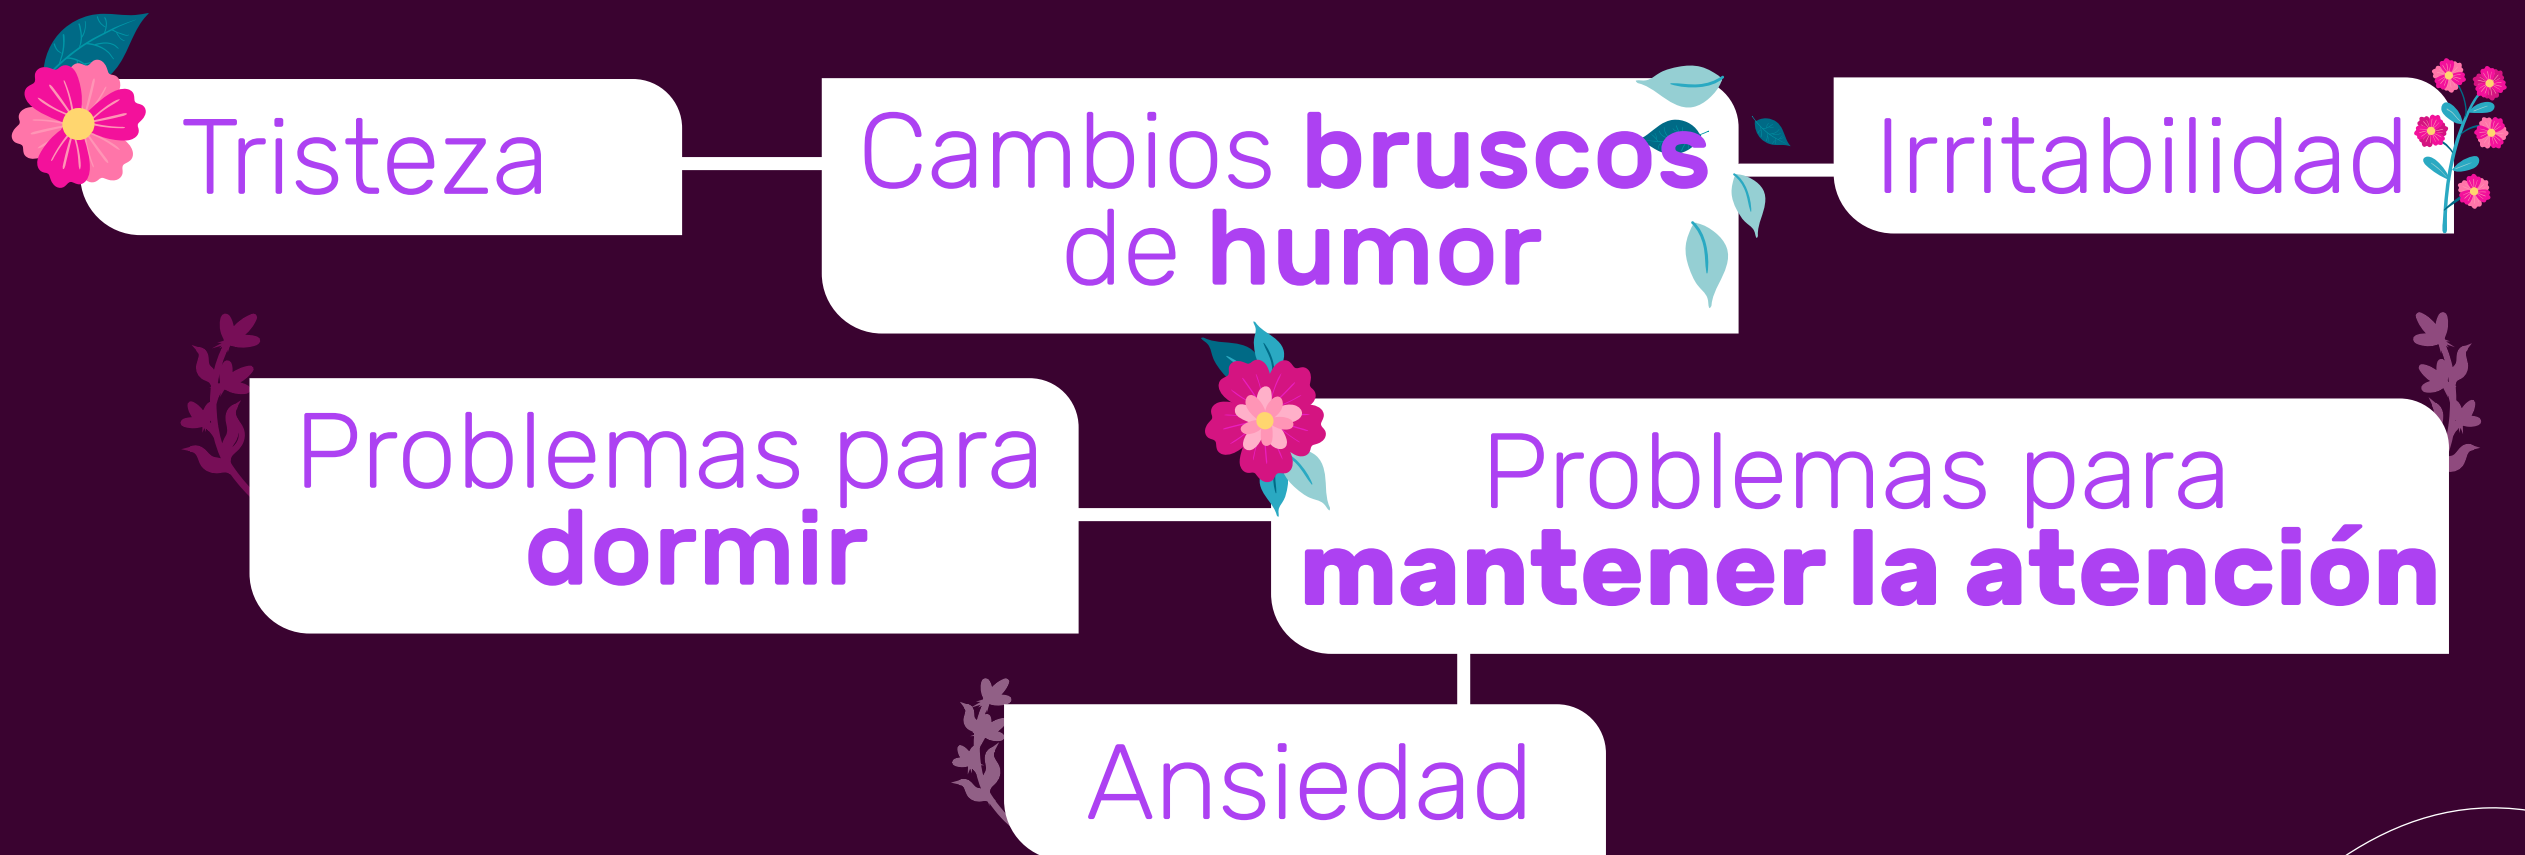 Tristeza
Cambios bruscos
de humor
Irritabilidad
Problemas para
dormir
Problemas para
mantener la atención
Ansiedad